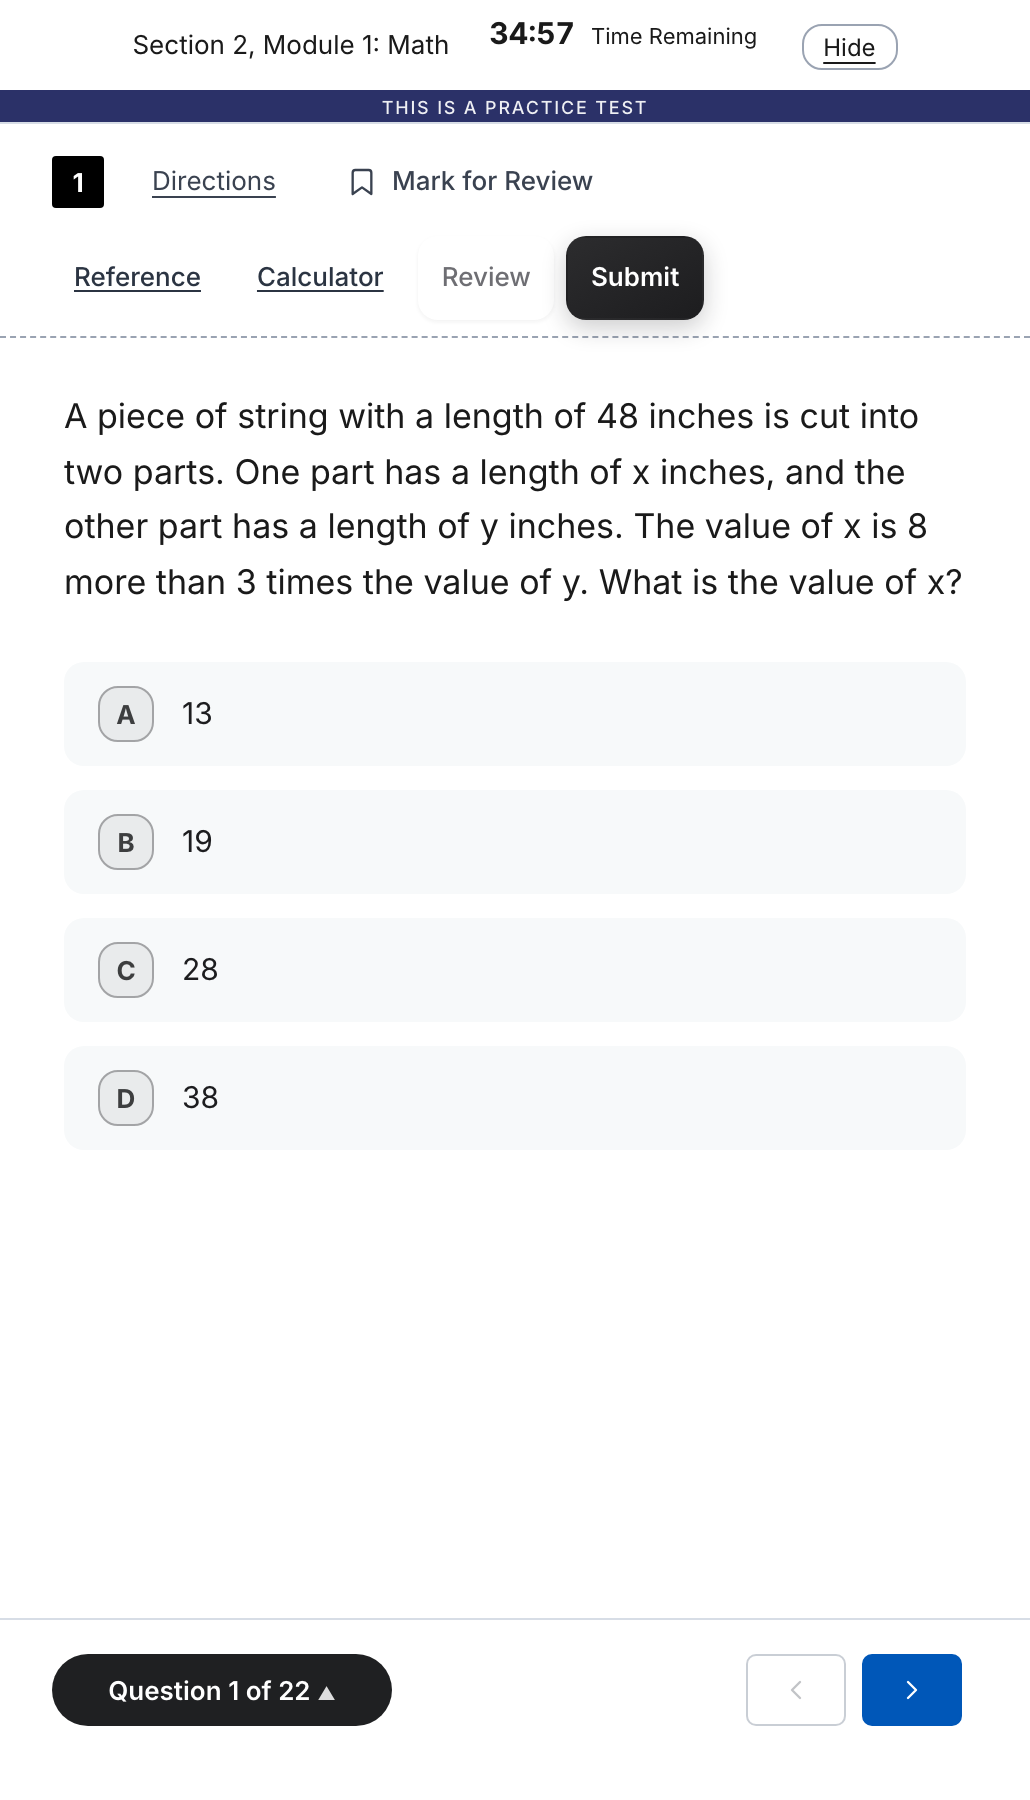 Section 2, Module 1: Math
34:57 Time Remaining
Hide
THIS IS A PRACTICE TEST
1
Directions
Mark for Review
Reference
Calculator
Review
Submit
A piece of string with a length of 48 inches is cut into
two parts. One part has a length of x inches, and the
other part has a length of y inches. The value of x is 8
more than 3 times the value of y. What is the value of x?
A 13
B 19
C 28
D 38
Question 1 of 22